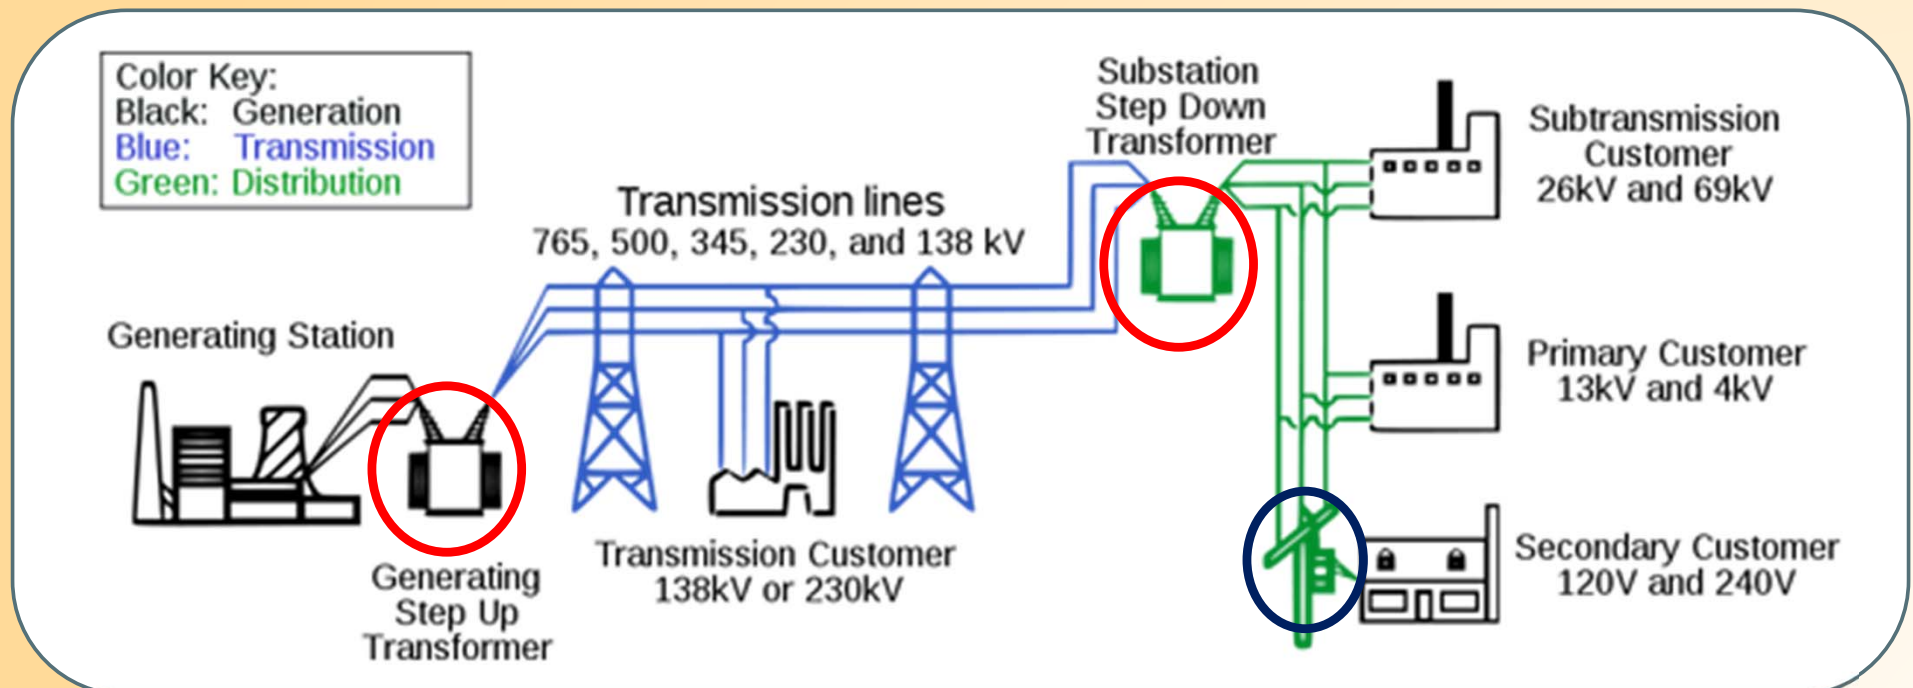 Color Key:
Black: Generation
Blue: Transmission
Green: Distribution
Substation
Step Down
Transformer
Subtransmission
Customer
26kV and 69kV
Transmission lines
765, 500, 345, 230, and 138 kV
Generating Station
Primary Customer
13kV and 4kV
Transmission Customer
138kV or 230kV
Secondary Customer
120V and 240V
Generating
Step Up
Transformer